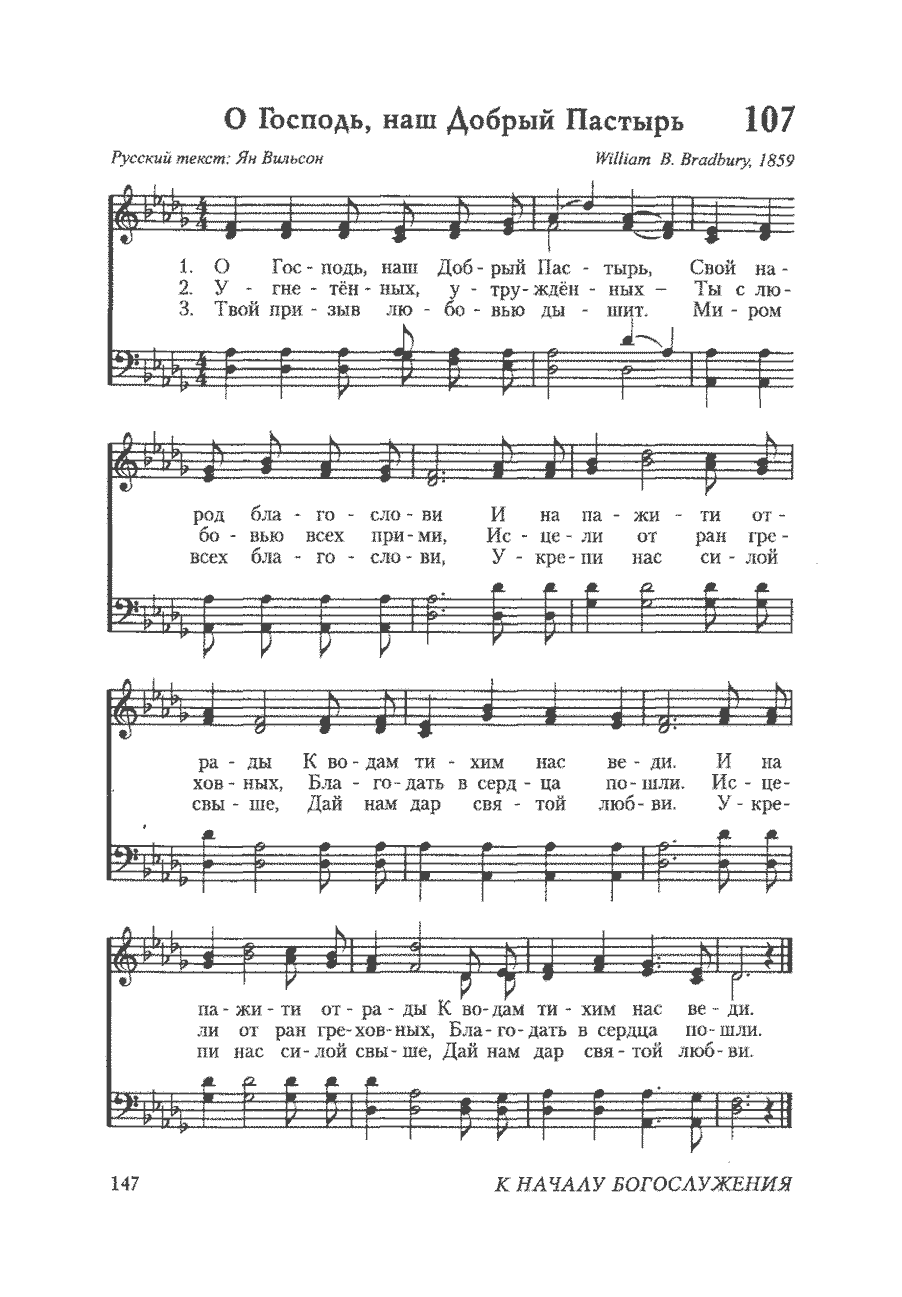 О Господь, наш Добрый Пастырь 107
Русский текст: Ян Вильсон William B. Bradbury, 1859
1. О Гос - подь, наш Доб - рый Пас - тырь, Свой на -
2. У - гне - тён - ных, у - тру - ждён - ных – Ты с лю -
3. Твой при - зыв лю - бо - вью ды - шит. Ми - ром
род бла - го - сло - ви И на па - жи - ти от -
бо - вью всех при - ми, Ис - це - ли от ран гре -
всех бла - го - сло - ви, У - кре - пи нас си - лой
ра - ды К во - дам ти - хим нас ве - ди. И на
хов - ных, Бла - го - дать в серд - ца по - шли. Ис - це -
свы - ше, Дай нам дар свя - той люб - ви. У - кре -
па - жи - ти от - ра - ды К во - дам ти - хим нас ве - ди.
ли от ран гре - хов - ных, Бла - го - дать в сердца по - шли.
пи нас си - лой свы - ше, Дай нам дар свя - той люб - ви.
147 К НАЧАЛУ БОГОСЛУЖЕНИЯ